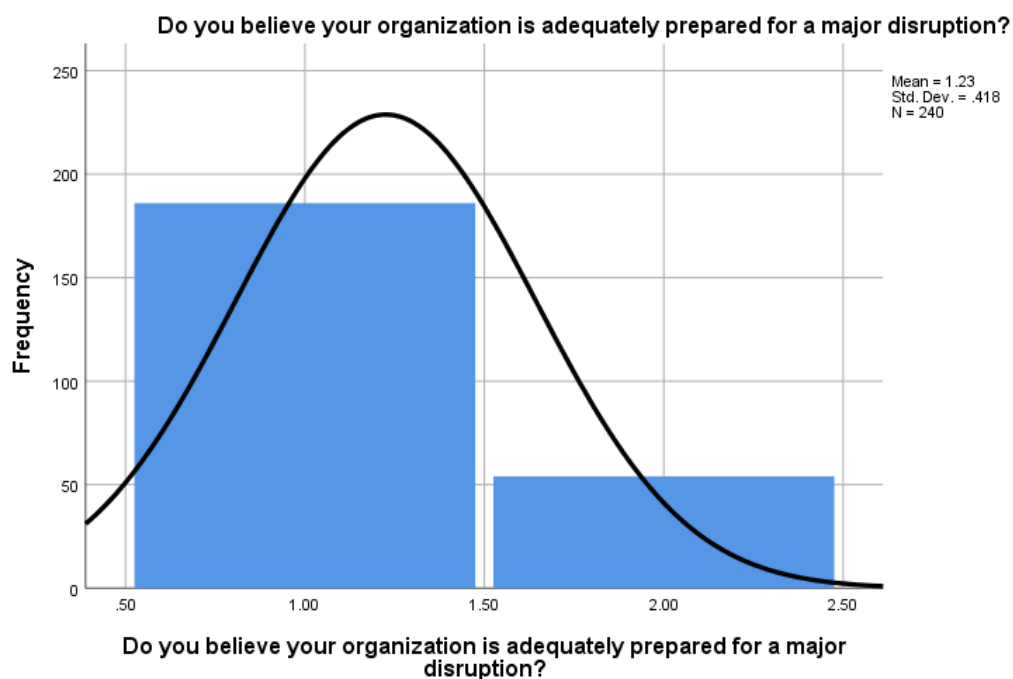 Do you believe your organization is adequately prepared for a major disruption?
Mean = 1.23
Std. Dev. = .418
N = 240
Frequency
250
200
150
100
50
0
.50
1.00
1.50
2.00
2.50
Do you believe your organization is adequately prepared for a major
disruption?